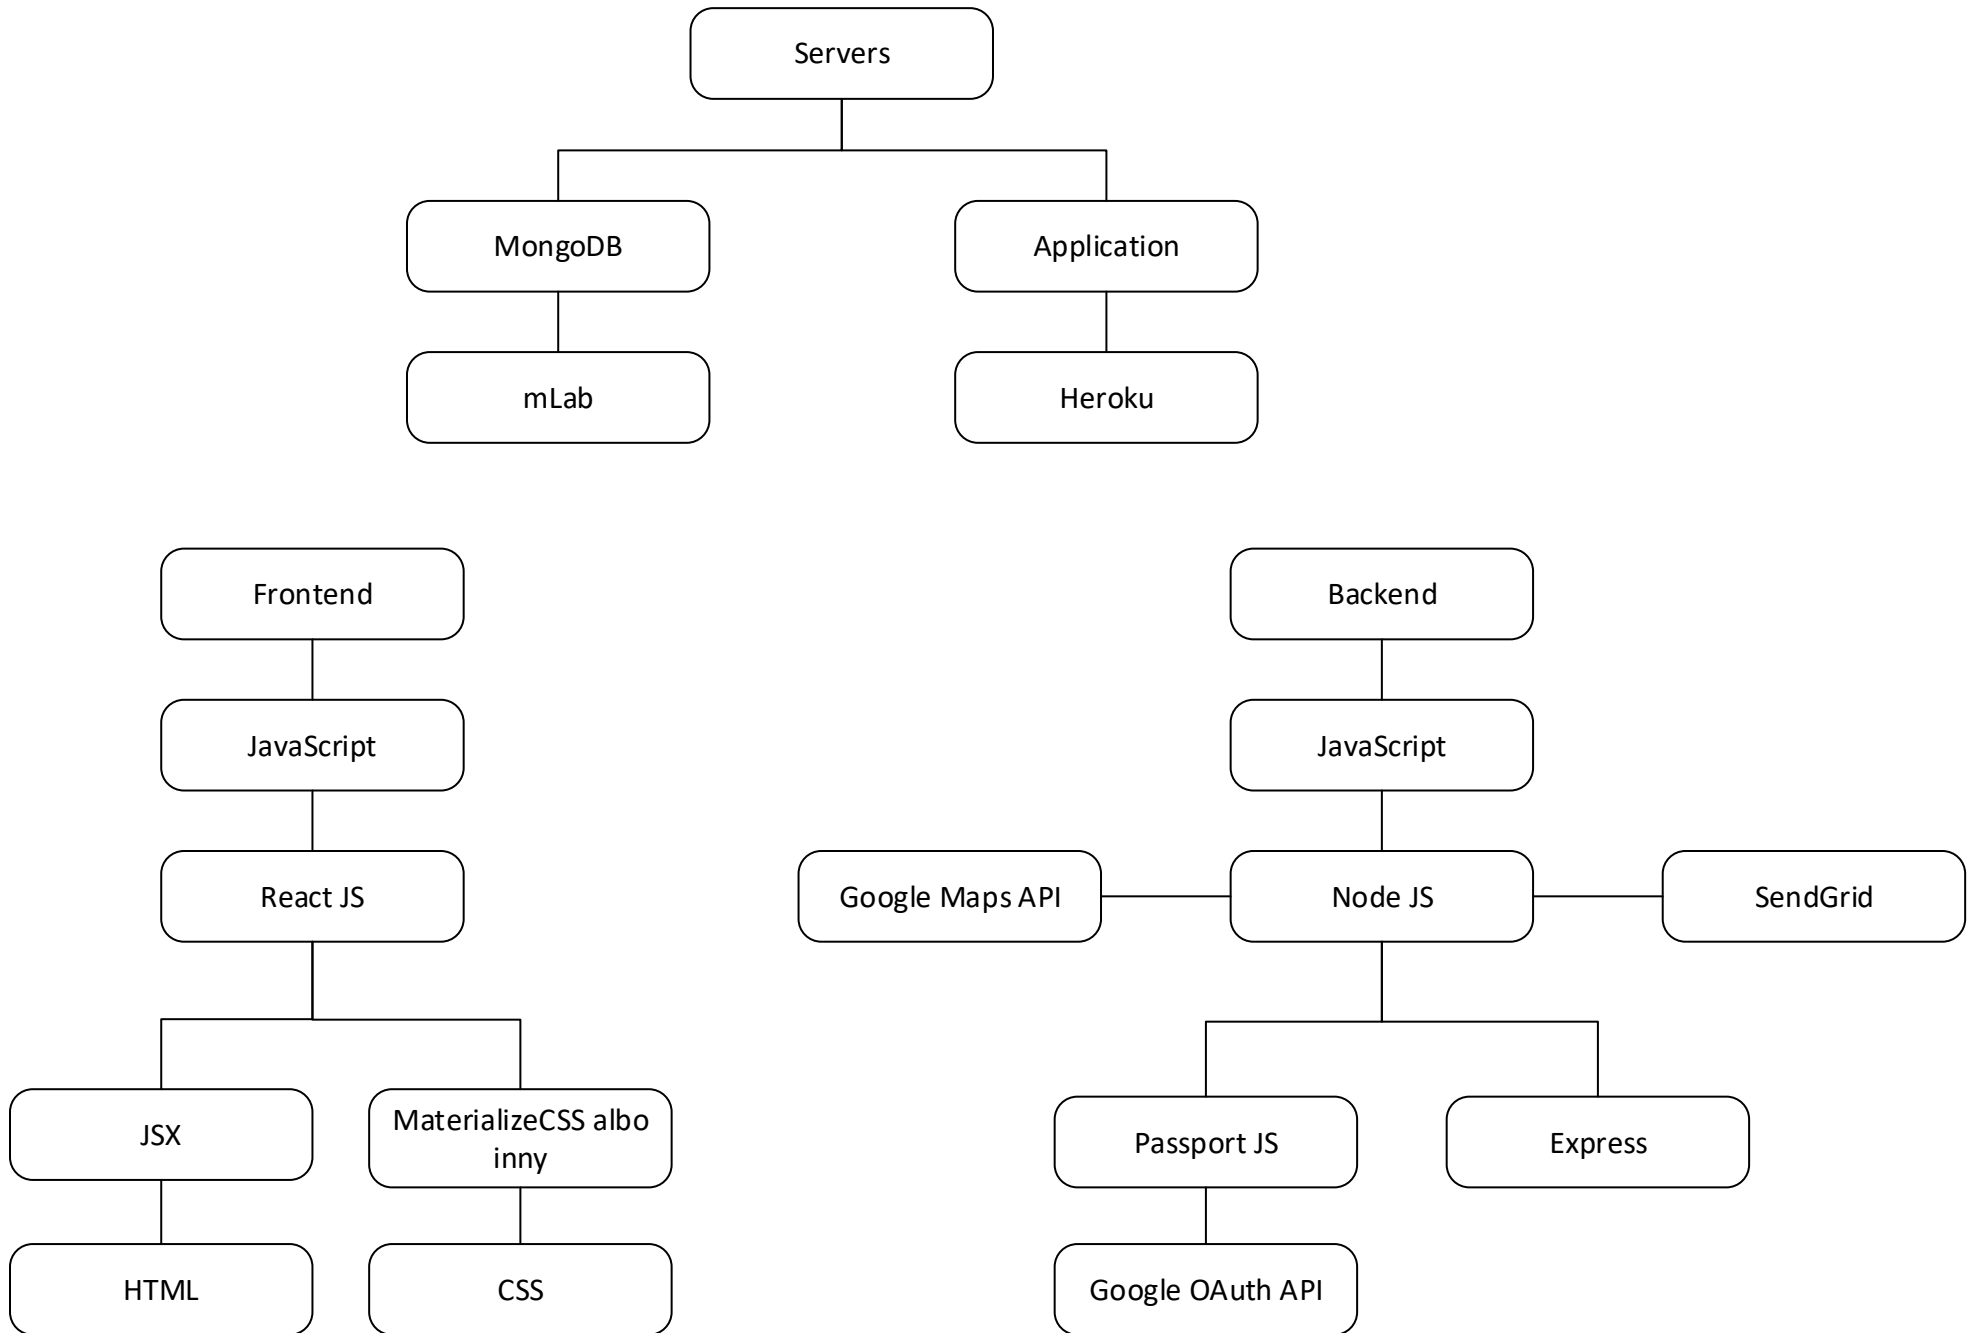 Servers
MongoDB
Application
mLab
Heroku
Frontend
Backend
JavaScript
JavaScript
React JS
Google Maps API
Node JS
SendGrid
JSX
MaterializeCSS albo
inny
Passport JS
Express
HTML
CSS
Google OAuth API